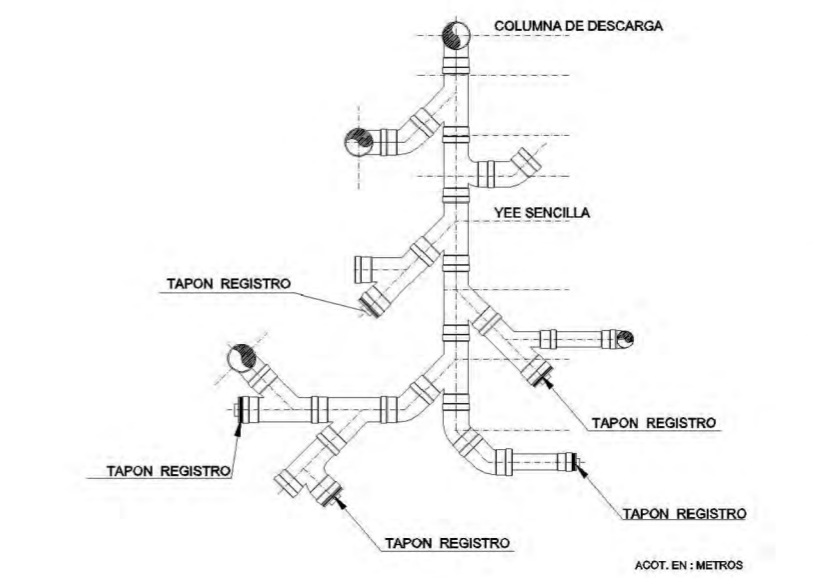 COLUMNA DE DESCARGA
YEE SENCILLA
TAPON REGISTRO
TAPON REGISTRO
TAPON REGISTRO
TAPON REGISTRO
TAPON REGISTRO
ACOT. EN : METROS